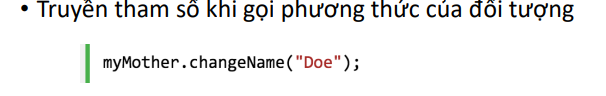 • Truyền tham số khi gọi phương thức của đối tượng
myMother.changeName("Doe");